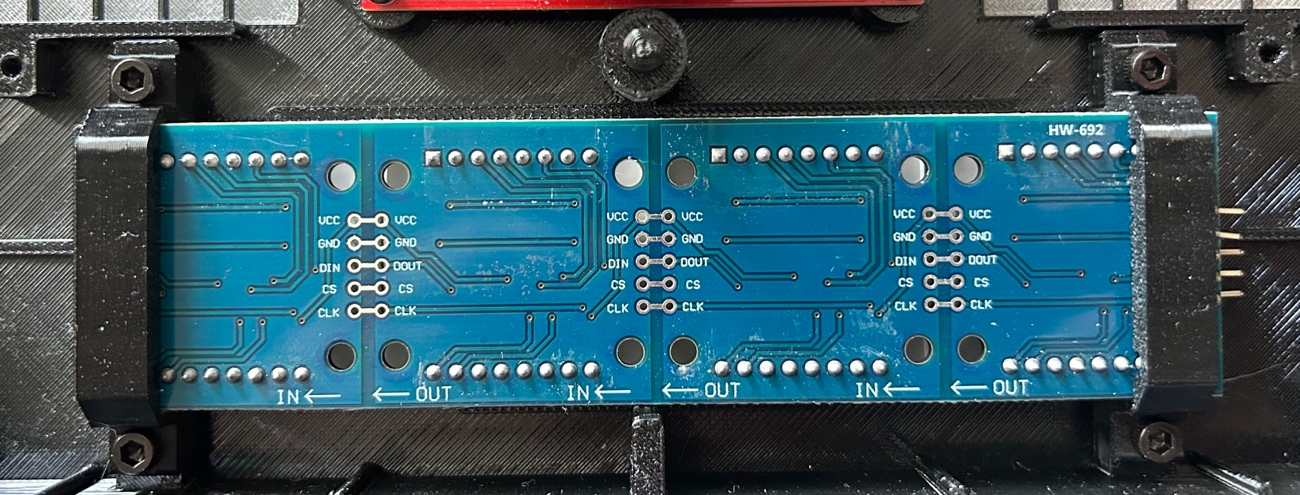 HW-692
VCC VCC VCC VCC VCC VCC
GND GND GND GND GND GND
DIN DOUT DIN DOUT DIN DOUT
CS CS CS CS CS CS
CLK CLK CLK CLK CLK CLK
IN ← ← OUT IN ← ← OUT IN ← ← OUT